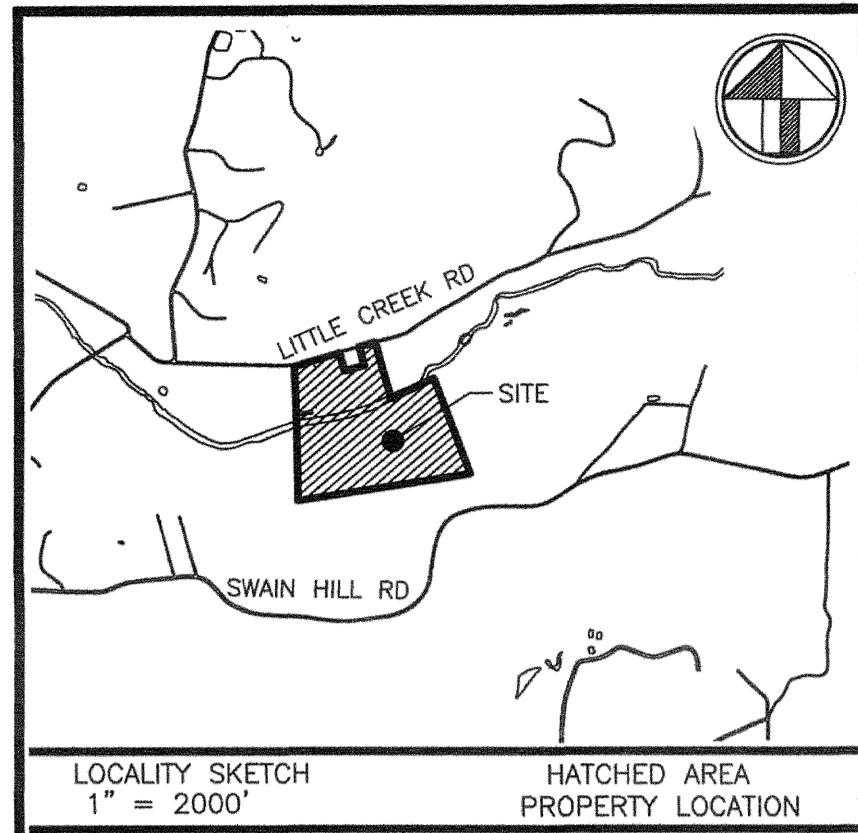 LITTLE CREEK RD
SITE
SWAIN HILL RD
LOCALITY SKETCH
1" = 2000'
HATCHED AREA
PROPERTY LOCATION